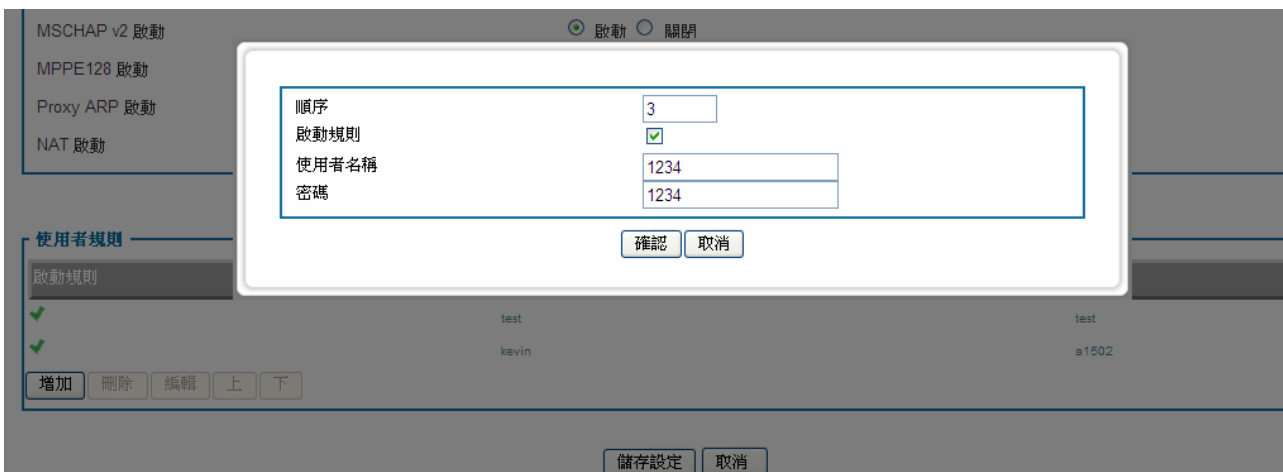 MSCHAP v2 啟動 啟動 關閉
MPPE128 啟動
Proxy ARP 啟動
NAT 啟動
順序 3
啟動規則
使用者名稱 1234
密碼 1234
確認 取消
使用者規則
啟動規則
test test
kevin a1502
增加 刪除 編輯 上 下
儲存設定 取消